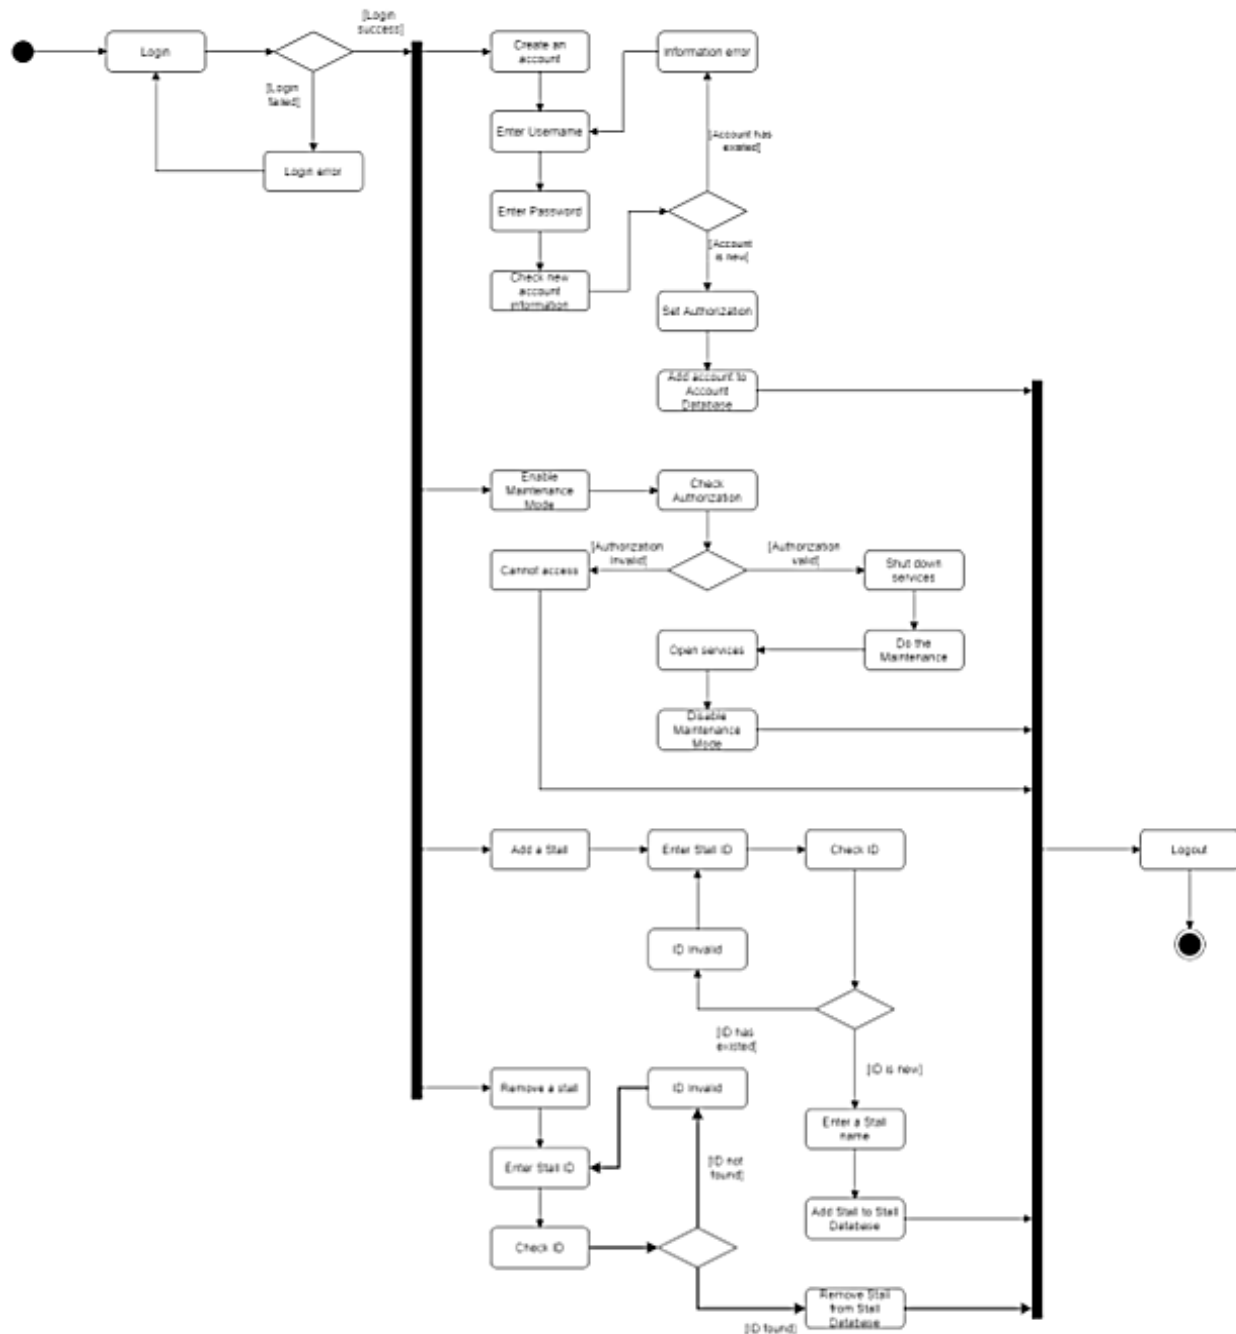 [Login
success]
Login
[Login
failed]
Login error
Create an
account
Information error
Enter Username
[Account has
existed]
Enter Password
[Account
is new]
Check new
account
information
Set Authorization
Add account to
Account
Database
Enable
Maintenance
Mode
Check
Authorization
[Authorization
invalid]
[Authorization
valid]
Cannot access
Shut down
services
Open services
Do the
Maintenance
Disable
Maintenance
Mode
Add a Stall
Enter Stall ID
Check ID
Logout
ID Invalid
[ID has
existed]
[ID is new]
Remove a stall
ID Invalid
Enter a Stall
name
Enter Stall ID
[ID not
found]
Add Stall to Stall
Database
Check ID
Remove Stall
from Stall
Database
[ID found]